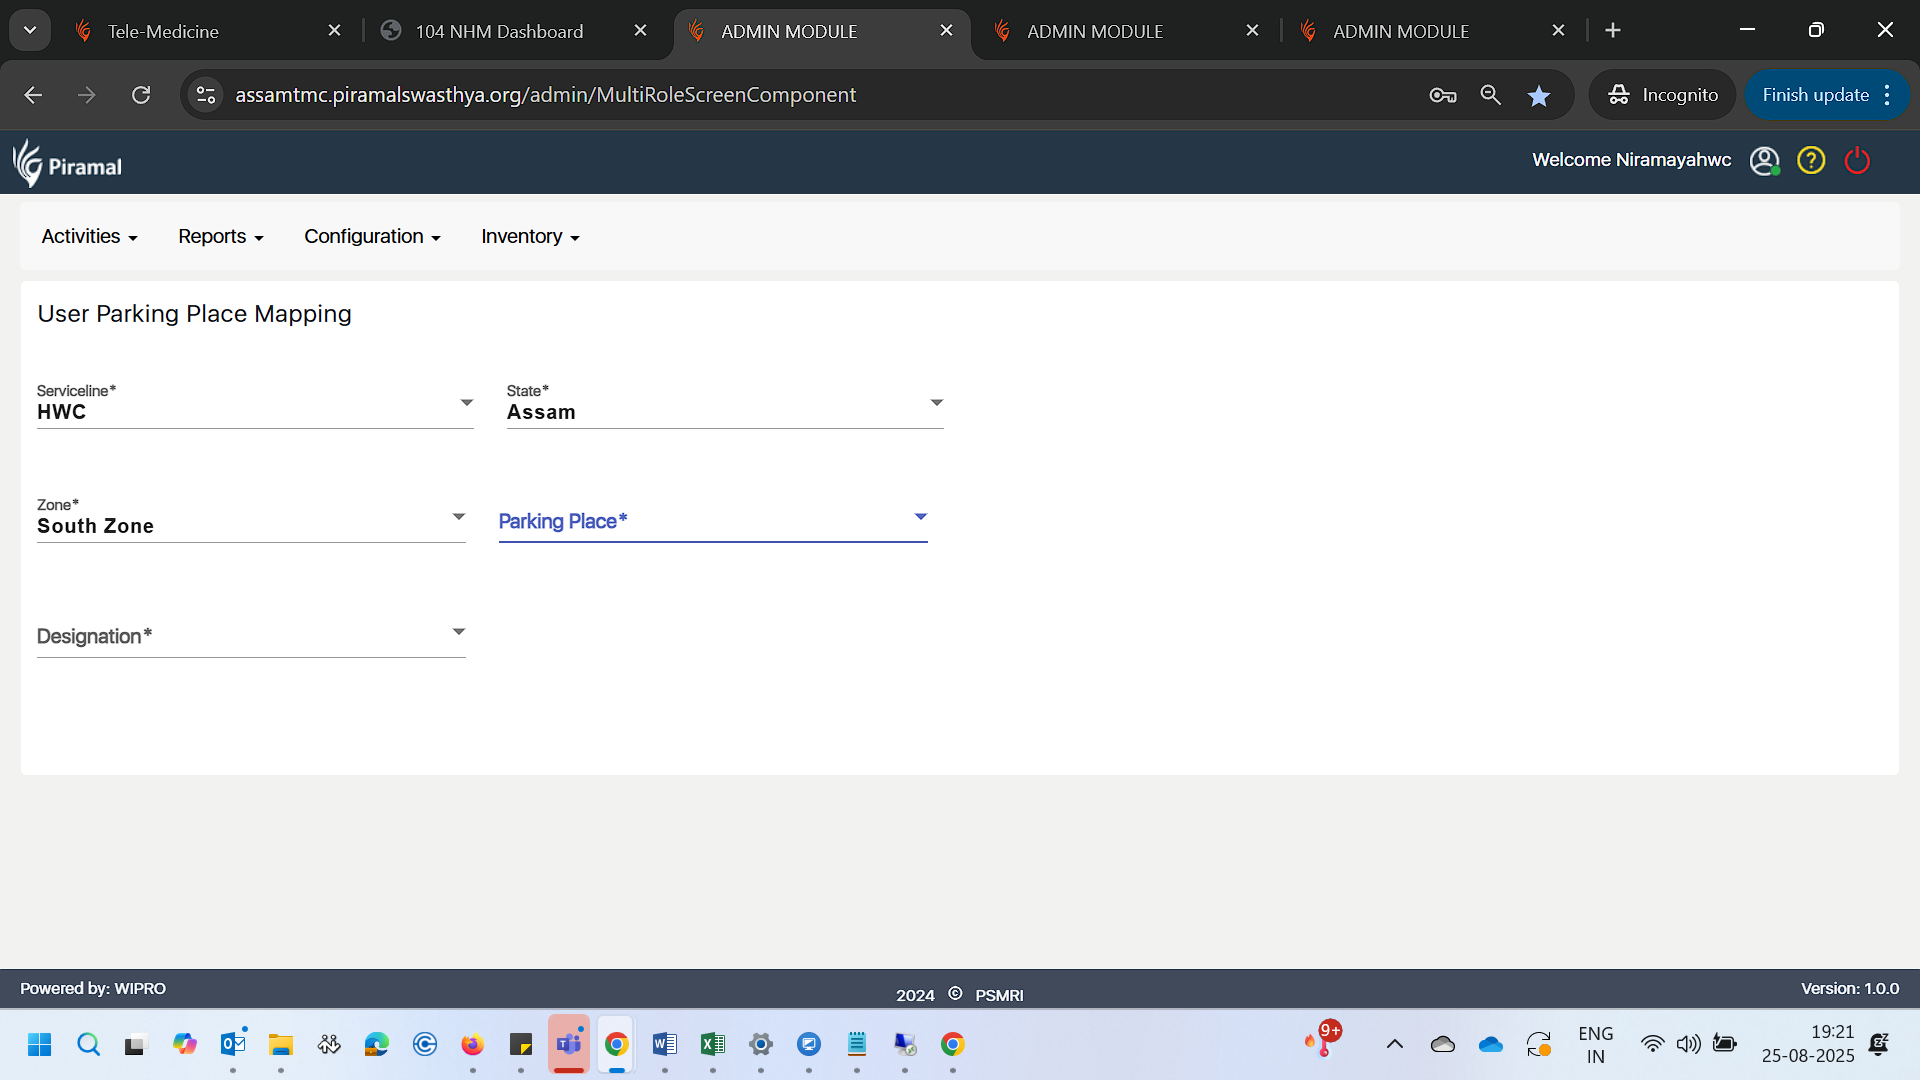 Tele-Medicine
104 NHM Dashboard
ADMIN MODULE
ADMIN MODULE
ADMIN MODULE
assamtmc.piramalswasthya.org/admin/MultiRoleScreenComponent
Incognito
Finish update
Piramal
Welcome Niramayahwc
Activities
Reports
Configuration
Inventory
User Parking Place Mapping
Serviceline*
HWC
State*
Assam
Zone*
South Zone
Parking Place*
Designation*
Powered by: WIPRO
2024 © PSMRI
Version: 1.0.0
9+
ENG
IN
19:21
25-08-2025